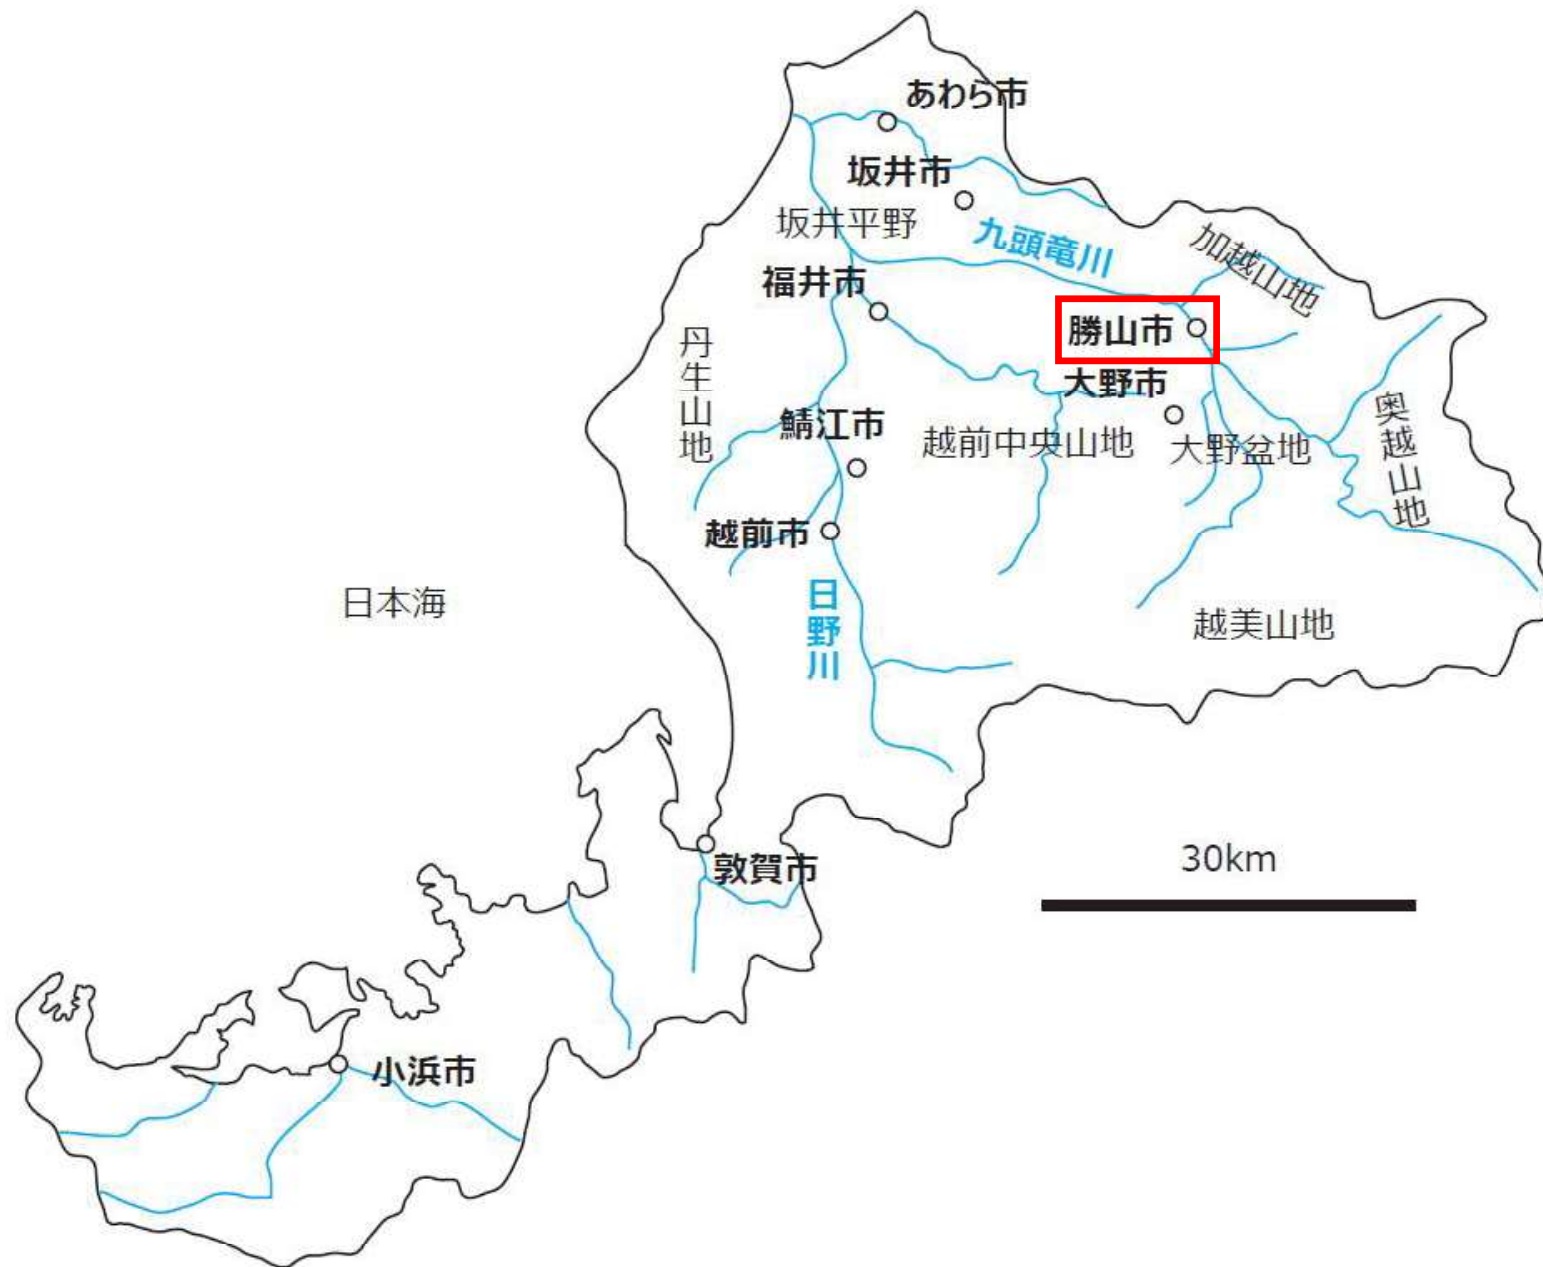 あわら市
坂井市
坂井平野
九頭竜川
加越山地
福井市
勝山市
丹生山地
大野市
鯖江市
越前中央山地
大野盆地
奥越山地
越前市
日本海
日野川
越美山地
30km
敦賀市
小浜市